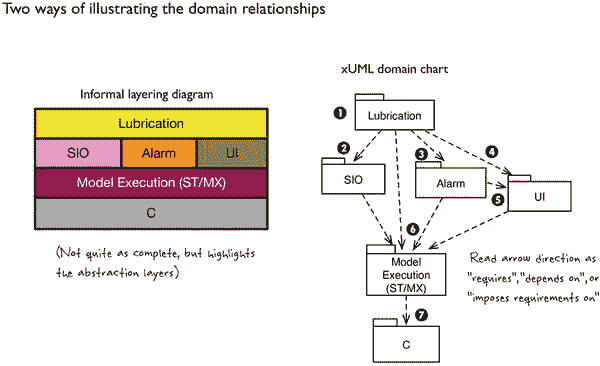 Two ways of illustrating the domain relationships
Informal layering diagram
Lubrication
SIO Alarm UI
Model Execution (ST/MX)
C
(Not quite as complete, but highlights
the abstraction layers)
xUML domain chart
1 Lubrication
2 3 4
SIO Alarm UI
5
6
Model
Execution
(ST/MX)
7
C
Read arrow direction as
"requires","depends on",or
"imposes requirements on"